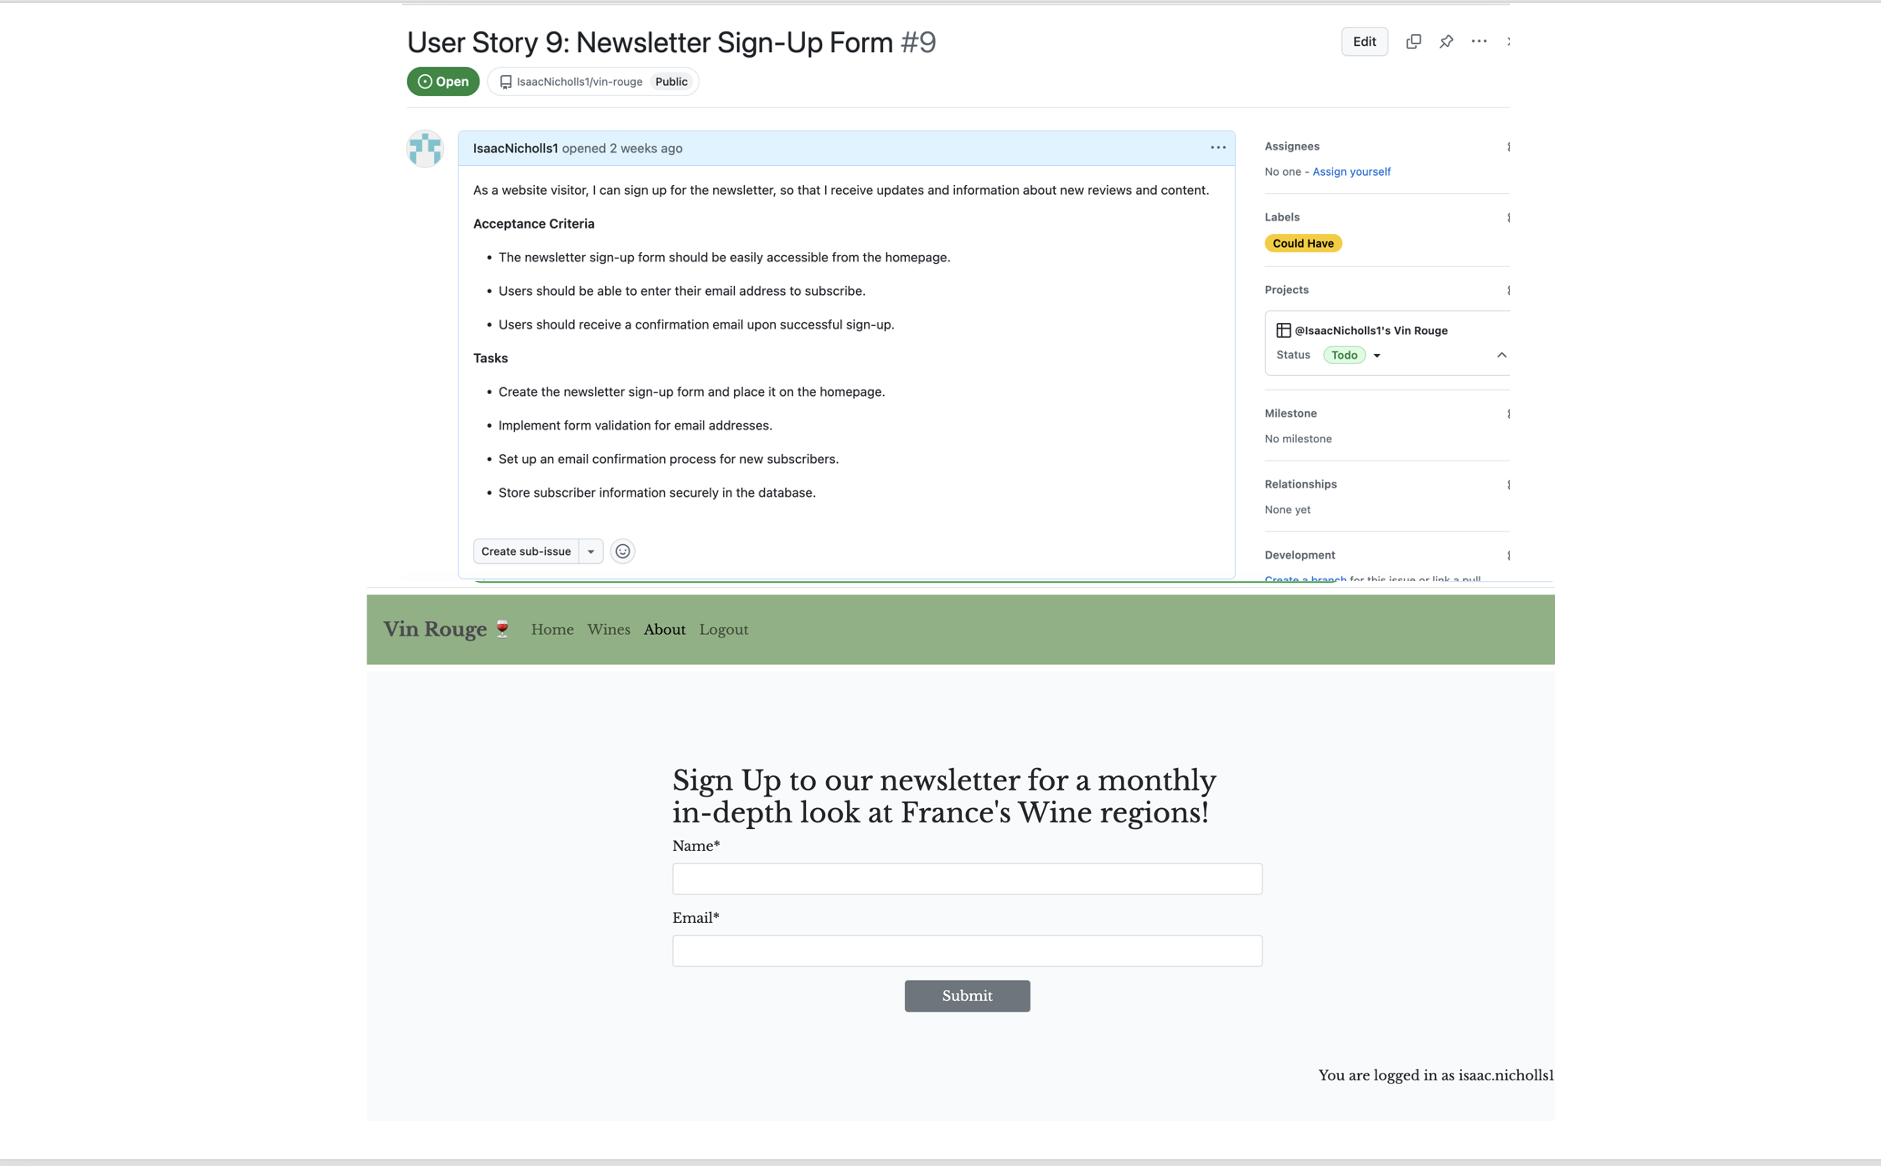 User Story 9: Newsletter Sign-Up Form #9
Edit
Open
IsaacNicholls1/vin-rouge Public
IsaacNicholls1 opened 2 weeks ago
As a website visitor, I can sign up for the newsletter, so that I receive updates and information about new reviews and content.
Acceptance Criteria
• The newsletter sign-up form should be easily accessible from the homepage.
• Users should be able to enter their email address to subscribe.
• Users should receive a confirmation email upon successful sign-up.
Tasks
• Create the newsletter sign-up form and place it on the homepage.
• Implement form validation for email addresses.
• Set up an email confirmation process for new subscribers.
• Store subscriber information securely in the database.
Create sub-issue
Assignees
No one - Assign yourself
Labels
Could Have
Projects
@IsaacNicholls1's Vin Rouge
Status Todo
Milestone
No milestone
Relationships
None yet
Development
Create a branch for this issue or link a pull
Vin Rouge 🍷 Home Wines About Logout
Sign Up to our newsletter for a monthly
in-depth look at France's Wine regions!
Name*
Email*
Submit
You are logged in as isaac.nicholls1